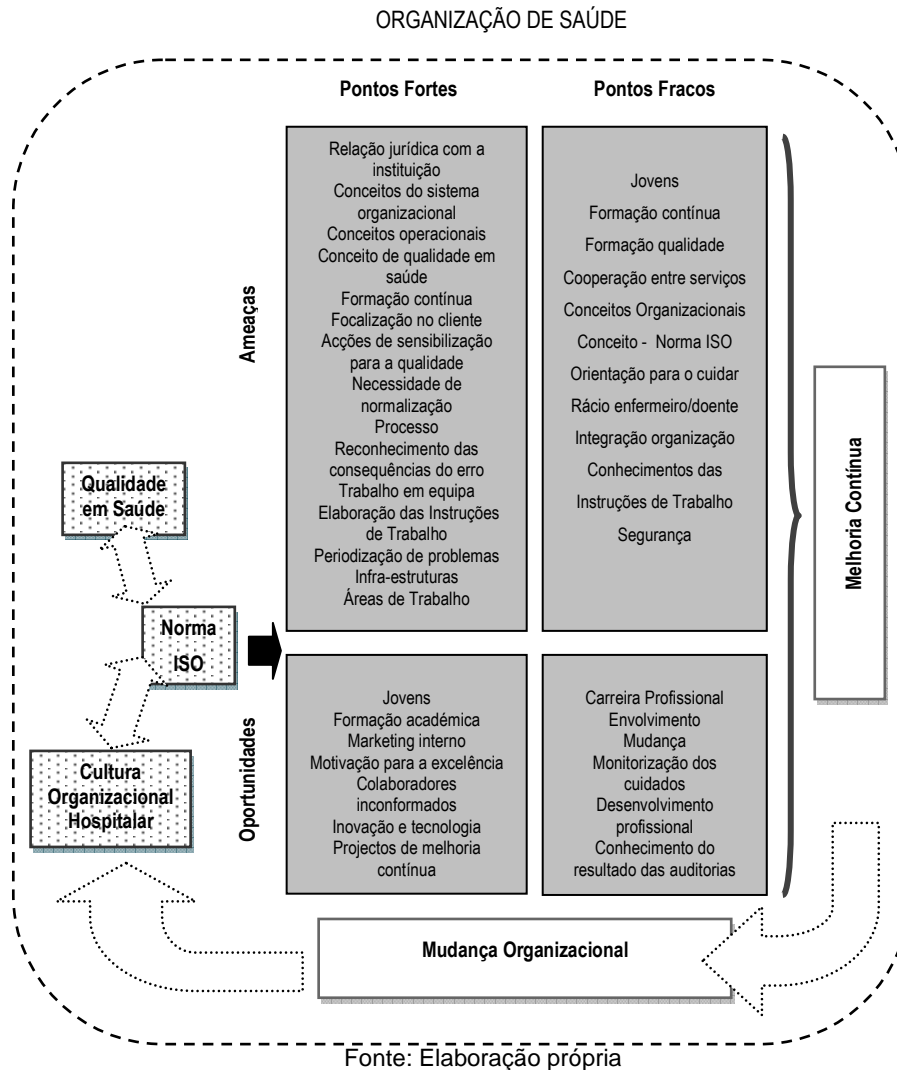 ORGANIZAÇÃO DE SAÚDE
Pontos Fortes
Pontos Fracos
Ameaças
Relação jurídica com a
instituição
Conceitos do sistema
organizacional
Conceitos operacionais
Conceito de qualidade em
saúde
Formação contínua
Focalização no cliente
Acções de sensibilização
para a qualidade
Necessidade de
normalização
Processo
Reconhecimento das
consequências do erro
Trabalho em equipa
Elaboração das Instruções
de Trabalho
Periodização de problemas
Infra-estruturas
Áreas de Trabalho
Jovens
Formação contínua
Formação qualidade
Cooperação entre serviços
Conceitos Organizacionais
Conceito - Norma ISO
Orientação para o cuidar
Rácio enfermeiro/doente
Integração organização
Conhecimentos das
Instruções de Trabalho
Segurança
Melhoria Contínua
Qualidade
em Saúde
Norma
ISO
Cultura
Organizacional
Hospitalar
Oportunidades
Jovens
Formação académica
Marketing interno
Motivação para a excelência
Colaboradores
inconformados
Inovação e tecnologia
Projectos de melhoria
contínua
Carreira Profissional
Envolvimento
Mudança
Monitorização dos
cuidados
Desenvolvimento
profissional
Conhecimento do
resultado das auditorias
Mudança Organizacional
Fonte: Elaboração própria